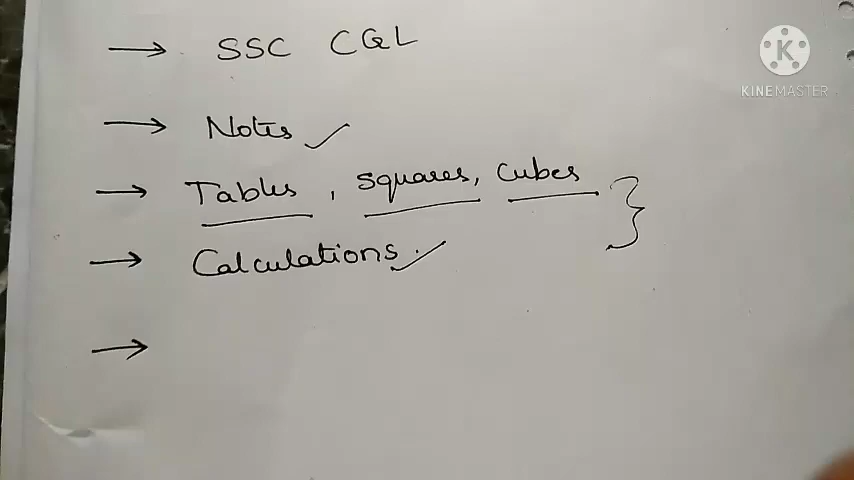 → SSC CGL
K
KINEMASTER
→ Notes ✓
→ Tables, squares, cubes }
→ Calculations. ✓
→